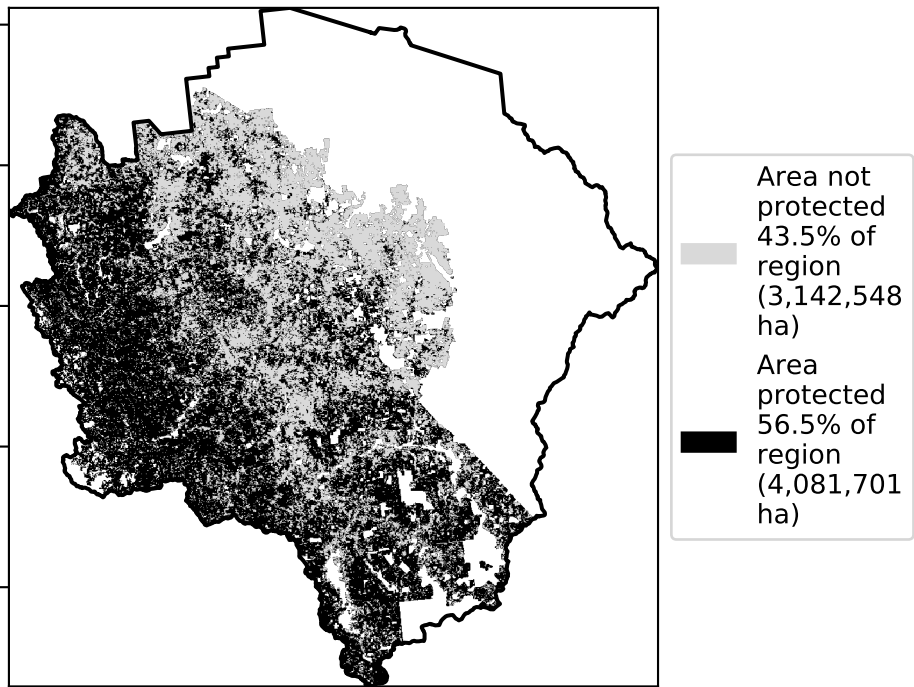 Area not
protected
43.5% of
region
(3,142,548
ha)
Area
protected
56.5% of
region
(4,081,701
ha)